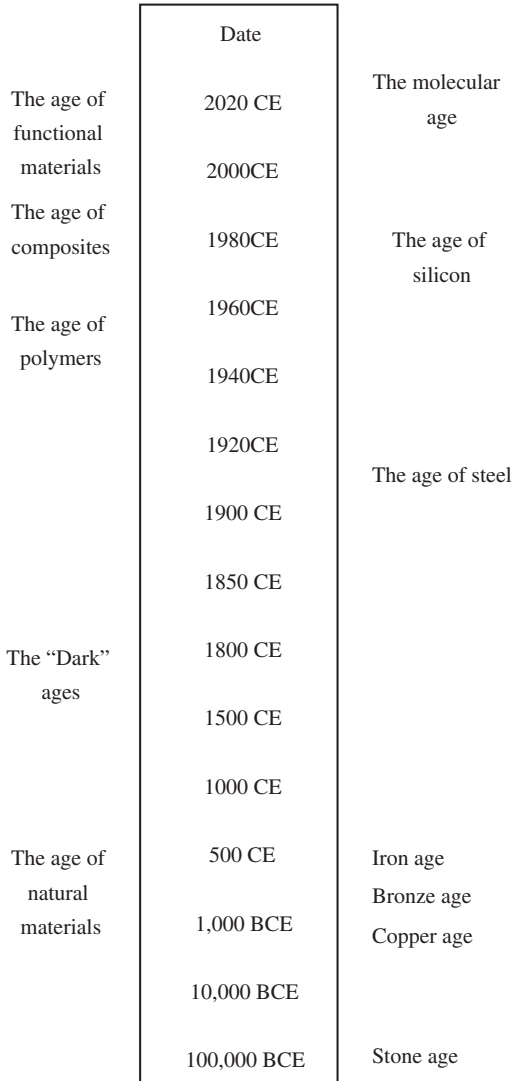 Date
The age of
functional
materials
2020 CE
The molecular
age
2000CE
The age of
composites
1980CE
The age of
silicon
1960CE
The age of
polymers
1940CE
1920CE
The age of steel
1900 CE
1850 CE
The “Dark”
ages
1800 CE
1500 CE
1000 CE
The age of
natural
materials
500 CE
Iron age
Bronze age
1,000 BCE
Copper age
10,000 BCE
100,000 BCE
Stone age